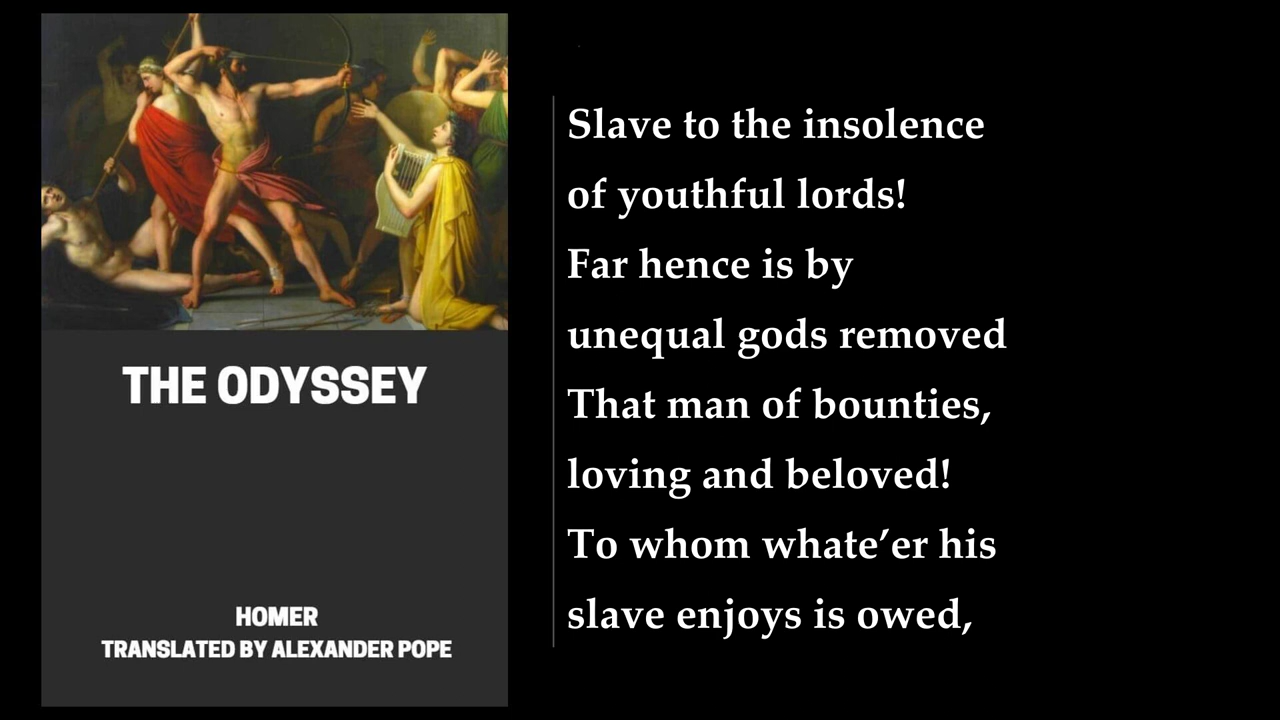 THE ODYSSEY
HOMER
TRANSLATED BY ALEXANDER POPE
Slave to the insolence
of youthful lords!
Far hence is by
unequal gods removed
That man of bounties,
loving and beloved!
To whom whate’er his
slave enjoys is owed,